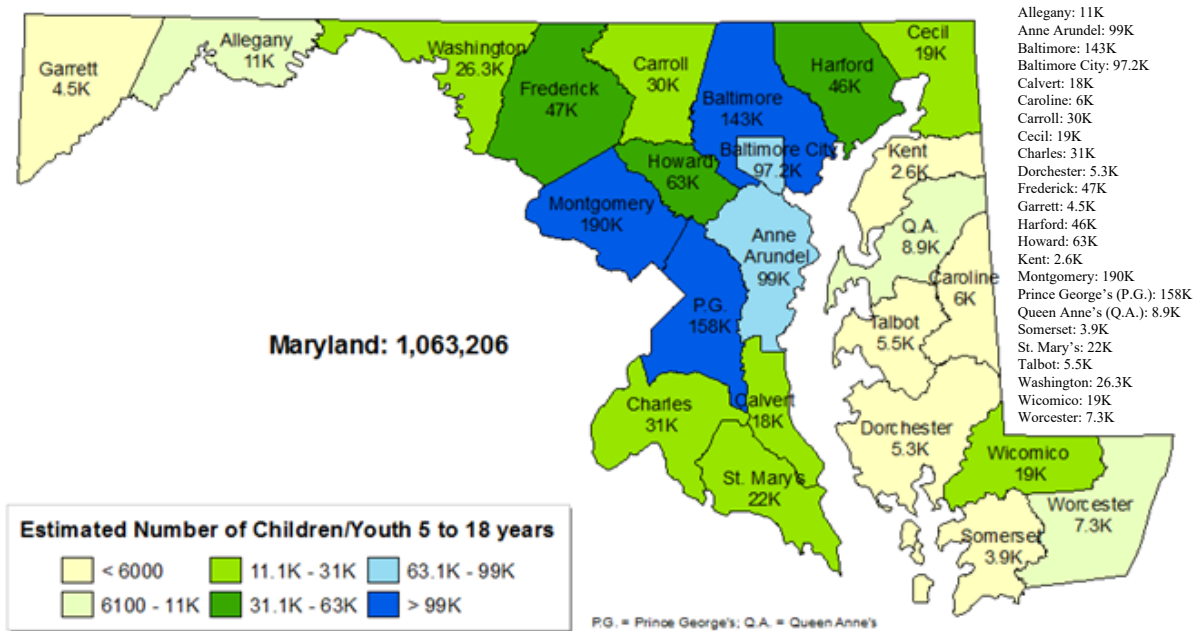 Garrett
4.5K
Allegany
11K
Washington
26.3K
Frederick
47K
Carroll
30K
Baltimore
143K
Harford
46K
Cecil
19K
Baltimore City
97.2K
Howard
63K
Montgomery
190K
Anne
Arundel
99K
P.G.
158K
Kent
2.6K
Q.A.
8.9K
Caroline
6K
Talbot
5.5K
Charles
31K
Calvert
18K
St. Mary's
22K
Dorchester
5.3K
Wicomico
19K
Worcester
7.3K
Somerset
3.9K
Maryland: 1,063,206
Allegany: 11K
Anne Arundel: 99K
Baltimore: 143K
Baltimore City: 97.2K
Calvert: 18K
Caroline: 6K
Carroll: 30K
Cecil: 19K
Charles: 31K
Dorchester: 5.3K
Frederick: 47K
Garrett: 4.5K
Harford: 46K
Howard: 63K
Kent: 2.6K
Montgomery: 190K
Prince George’s (P.G.): 158K
Queen Anne’s (Q.A.): 8.9K
Somerset: 3.9K
St. Mary’s: 22K
Talbot: 5.5K
Washington: 26.3K
Wicomico: 19K
Worcester: 7.3K
Estimated Number of Children/Youth 5 to 18 years
< 6000
11.1K - 31K
63.1K - 99K
6100 - 11K
31.1K - 63K
> 99K
P.G. = Prince George's; Q.A. = Queen Anne's